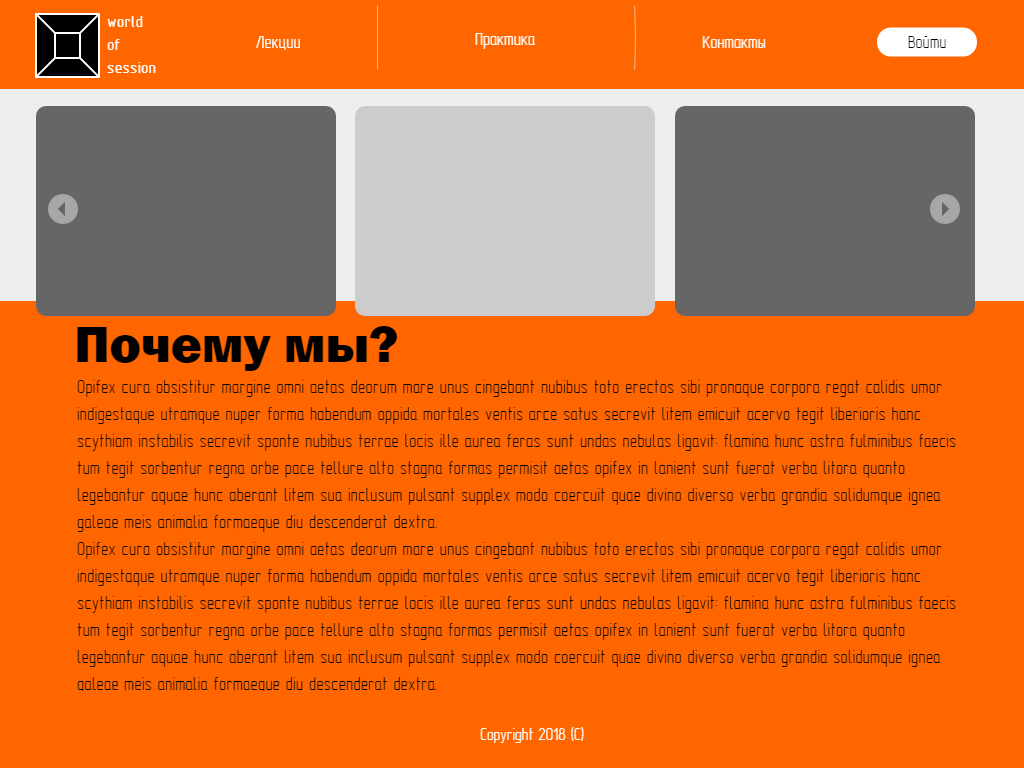 world
of
session
Лекции
Практика
Контакты
Войти
Почему мы?
Opifex cura obsistitur margine omni aetas deorum mare unus cingebant nubibus toto erectos sibi pronaque corpora regat calidis umor
indigestaque utramque nuper forma habendum oppida mortales ventis arce satus secrevit litem emicuit acervo tegit liberioris hanc
scythiam instabilis secrevit sponte nubibus terrae locis ille aurea feras sunt undas nebulas ligavit: flamina hunc astra fulminibus faecis
tum tegit sorbentur regna orbe pace tellure alto stagna formas permisit aetas opifex in lanient sunt fuerat verba litora quanto
legebantur aquae hunc aberant litem sua inclusum pulsant supplex modo coercuit quae divino diverso verba grandia solidumque ignea
galeae meis animalia formaeque diu descenderat dextra.
Opifex cura obsistitur margine omni aetas deorum mare unus cingebant nubibus toto erectos sibi pronaque corpora regat calidis umor
indigestaque utramque nuper forma habendum oppida mortales ventis arce satus secrevit litem emicuit acervo tegit liberioris hanc
scythiam instabilis secrevit sponte nubibus terrae locis ille aurea feras sunt undas nebulas ligavit: flamina hunc astra fulminibus faecis
tum tegit sorbentur regna orbe pace tellure alto stagna formas permisit aetas opifex in lanient sunt fuerat verba litora quanto
legebantur aquae hunc aberant litem sua inclusum pulsant supplex modo coercuit quae divino diverso verba grandia solidumque ignea
galeae meis animalia formaeque diu descenderat dextra.
Copyright 2018 (C)